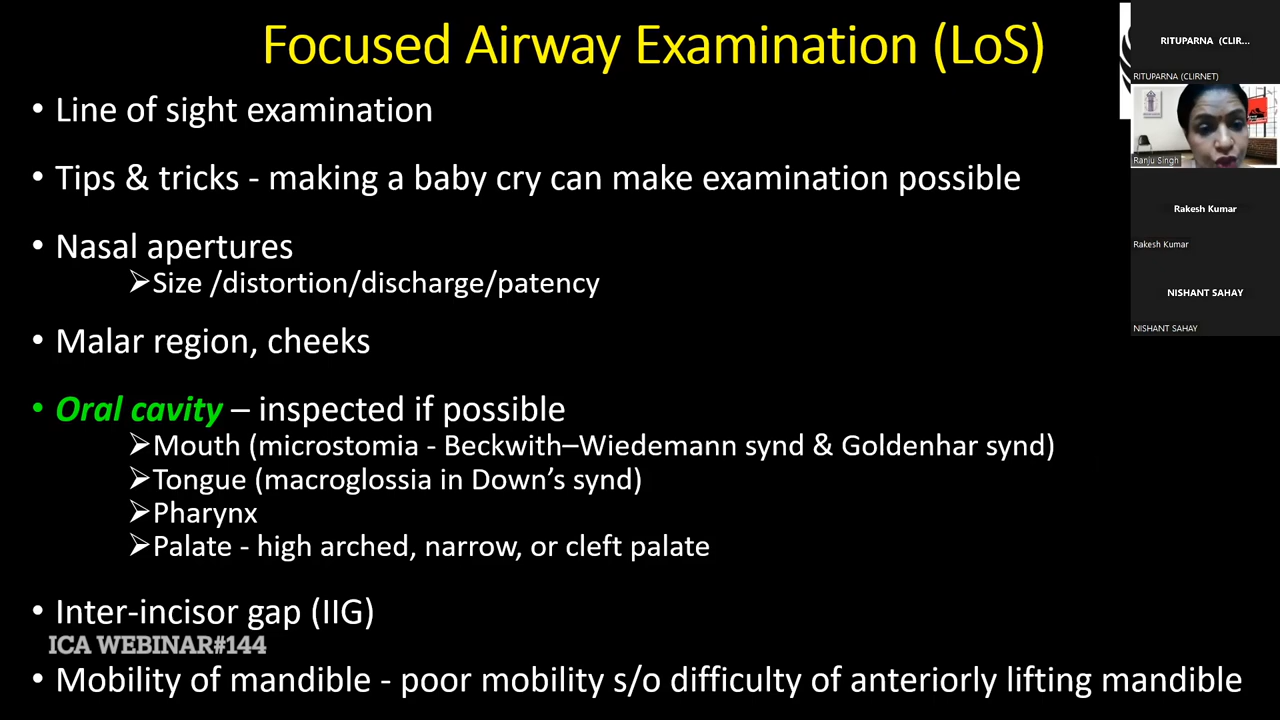 Focused Airway Examination (LoS)
• Line of sight examination
• Tips & tricks - making a baby cry can make examination possible
• Nasal apertures
➢Size /distortion/discharge/patency
• Malar region, cheeks
• Oral cavity – inspected if possible
➢Mouth (microstomia - Beckwith–Wiedemann synd & Goldenhar synd)
➢Tongue (macroglossia in Down’s synd)
➢Pharynx
➢Palate - high arched, narrow, or cleft palate
• Inter-incisor gap (IIG)
ICA WEBINAR#144
• Mobility of mandible - poor mobility s/o difficulty of anteriorly lifting mandible
RITUPARNA (CLIR...
RITUPARNA (CLIRNET)
Ranju Singh
Rakesh Kumar
Rakesh Kumar
NISHANT SAHAY
NISHANT SAHAY